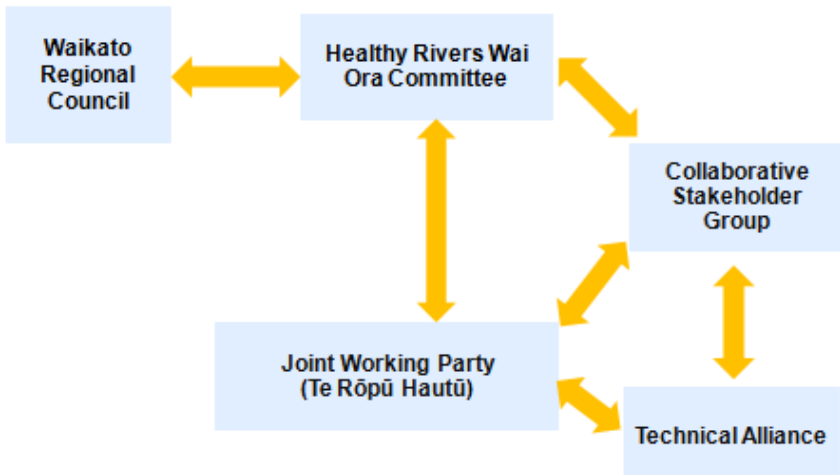 Waikato
Regional
Council
Healthy Rivers Wai
Ora Committee
Collaborative
Stakeholder
Group
Joint Working Party
(Te Rōpū Hautū)
Technical Alliance